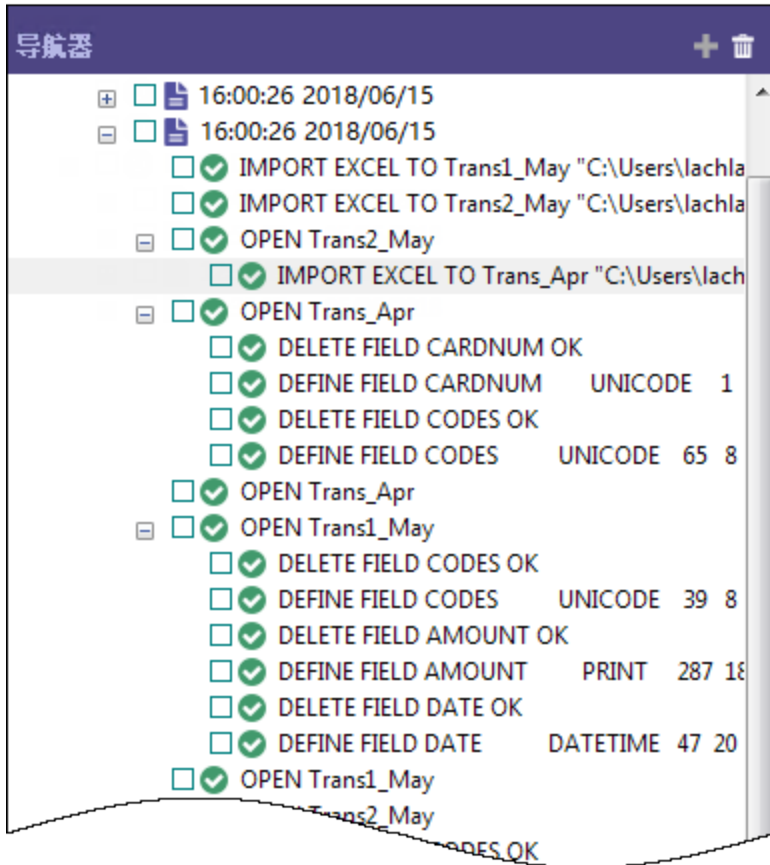 导航器
16:00:26 2018/06/15
16:00:26 2018/06/15
IMPORT EXCEL TO Trans1_May "C:\Users\lachla
IMPORT EXCEL TO Trans2_May "C:\Users\lachla
OPEN Trans2_May
IMPORT EXCEL TO Trans_Apr "C:\Users\lach
OPEN Trans_Apr
DELETE FIELD CARDNUM OK
DEFINE FIELD CARDNUM UNICODE 1
DELETE FIELD CODES OK
DEFINE FIELD CODES UNICODE 65 8
OPEN Trans_Apr
OPEN Trans1_May
DELETE FIELD CODES OK
DEFINE FIELD CODES UNICODE 39 8
DELETE FIELD AMOUNT OK
DEFINE FIELD AMOUNT PRINT 287 18
DELETE FIELD DATE OK
DEFINE FIELD DATE DATETIME 47 20
OPEN Trans1_May
Trans2_May
OK